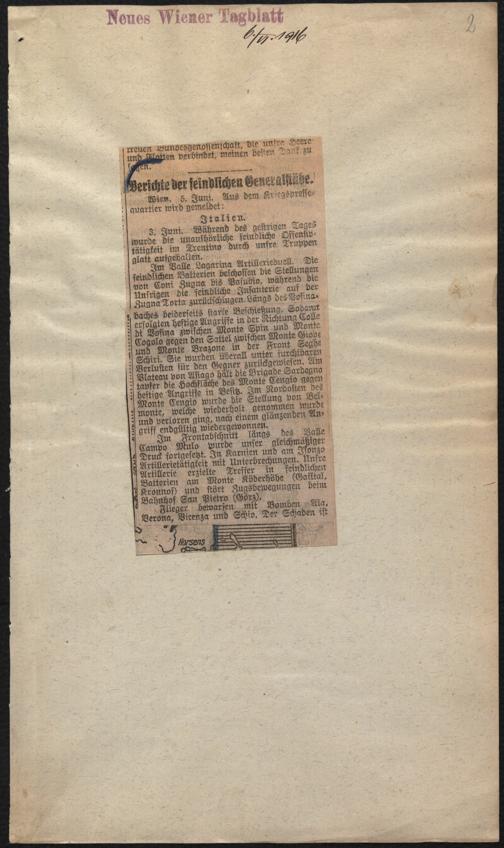 Neues Wiener Tagblatt
6/VI. 1916
2
treuen Bundesgenossenschaft, die unsre Heere
und Flotten verbindet, meinen besten Dank zu
sagen.
Berichte der feindlichen Generalstäbe.
Wien, 5. Juni. Aus dem Kriegspresse-
quartier wird gemeldet:
Italien.
3. Juni. Während des gestrigen Tages
wurde die unaufhörliche feindliche Offensiv-
tätigkeit im Trentino durch unsre Truppen
glatt aufgehalten.
Im Valle Lagarina Artillerieduell. Die
feindlichen Batterien beschossen die Stellungen
von Coni Zugna bis Pasubio, während die
Unsrigen die feindliche Infanterie auf der
Zugna Torta zurückschlugen. Längs des Posina-
baches beiderseits starke Beschießung. Sodann
erfolgten heftige Angriffe in der Richtung Colle
di Posina zwischen Monte Spin und Monte
Cogolo gegen den Sattel zwischen Monte Giove
und Monte Brazone in der Front Seghe
Schiri. Sie wurden überall unter furchtbaren
Verlusten für den Gegner zurückgewiesen. Am
Plateau von Asiago hält die Brigade Sardegna
tapfer die Hochfläche des Monte Cengio gegen
heftige Angriffe in Besitz. Im Nordosten des
Monte Cengio wurde die Stellung von Bel-
monte, welche wiederholt genommen wurde
und verloren ging, nach einem glänzenden An-
griff endgültig wiedergewonnen.
Im Frontabschnitt längs des Valle
Campo Mulo wurde unser gleichmäßiger
Druck fortgesetzt. In Karnien und am Isonzo
Artillerietätigkeit mit Unterbrechungen. Unsre
Artillerie erzielte Treffer in feindlichen
Batterien am Monte Köderhöhe (Gailtal,
Kronhof) und stört Zugsbewegungen beim
Bahnhof San Pietro (Görz).
Flieger bewarfen mit Bomben Ala,
Verona, Vicenza und Schio. Der Schaden ist
Horsens